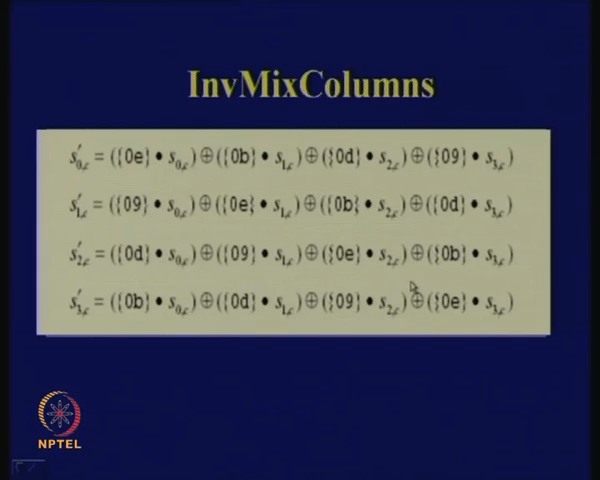 InvMixColumns
s′0,c = ({0e} • s0,c) ⊕ ({0b} • s1,c) ⊕ ({0d} • s2,c) ⊕ ({09} • s3,c)
s′1,c = ({09} • s0,c) ⊕ ({0e} • s1,c) ⊕ ({0b} • s2,c) ⊕ ({0d} • s3,c)
s′2,c = ({0d} • s0,c) ⊕ ({09} • s1,c) ⊕ ({0e} • s2,c) ⊕ ({0b} • s3,c)
s′3,c = ({0b} • s0,c) ⊕ ({0d} • s1,c) ⊕ ({09} • s2,c) ⊕ ({0e} • s3,c)
NPTEL